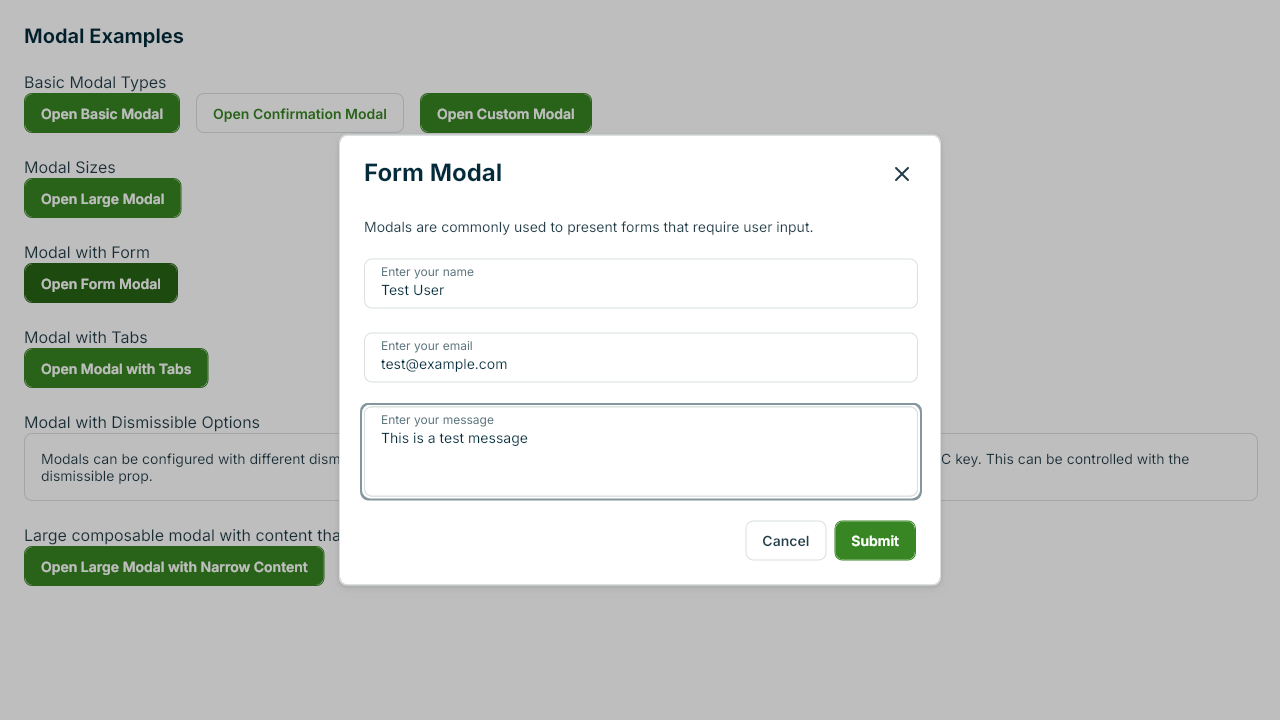 Modal Examples
Basic Modal Types
Open Basic Modal
Open Confirmation Modal
Open Custom Modal
Modal Sizes
Open Large Modal
Modal with Form
Open Form Modal
Modal with Tabs
Open Modal with Tabs
Modal with Dismissible Options
Modals can be configured with different
C key. This can be controlled with the
dismissible prop.
Large composable modal with content
Open Large Modal with Narrow Content
Form Modal
Modals are commonly used to present forms that require user input.
Enter your name
Test User
Enter your email
test@example.com
Enter your message
This is a test message
Cancel
Submit